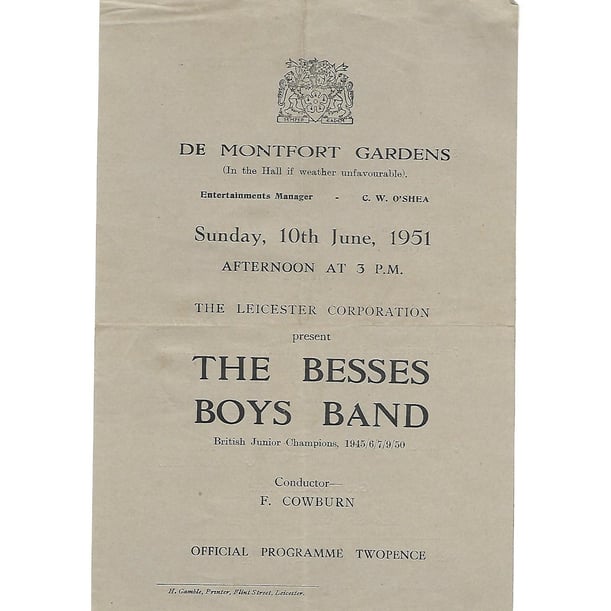 SEMPER EADEM
DE MONTFORT GARDENS
(In the Hall if weather unfavourable).
Entertainments Manager - C. W. O'SHEA
Sunday, 10th June, 1951
AFTERNOON AT 3 P.M.
THE LEICESTER CORPORATION
present
THE BESSES
BOYS BAND
British Junior Champions, 1945/6/7/9/50
Conductor—
F. COWBURN
OFFICIAL PROGRAMME TWOPENCE
H. Gamble, Printer, Flint Street, Leicester.